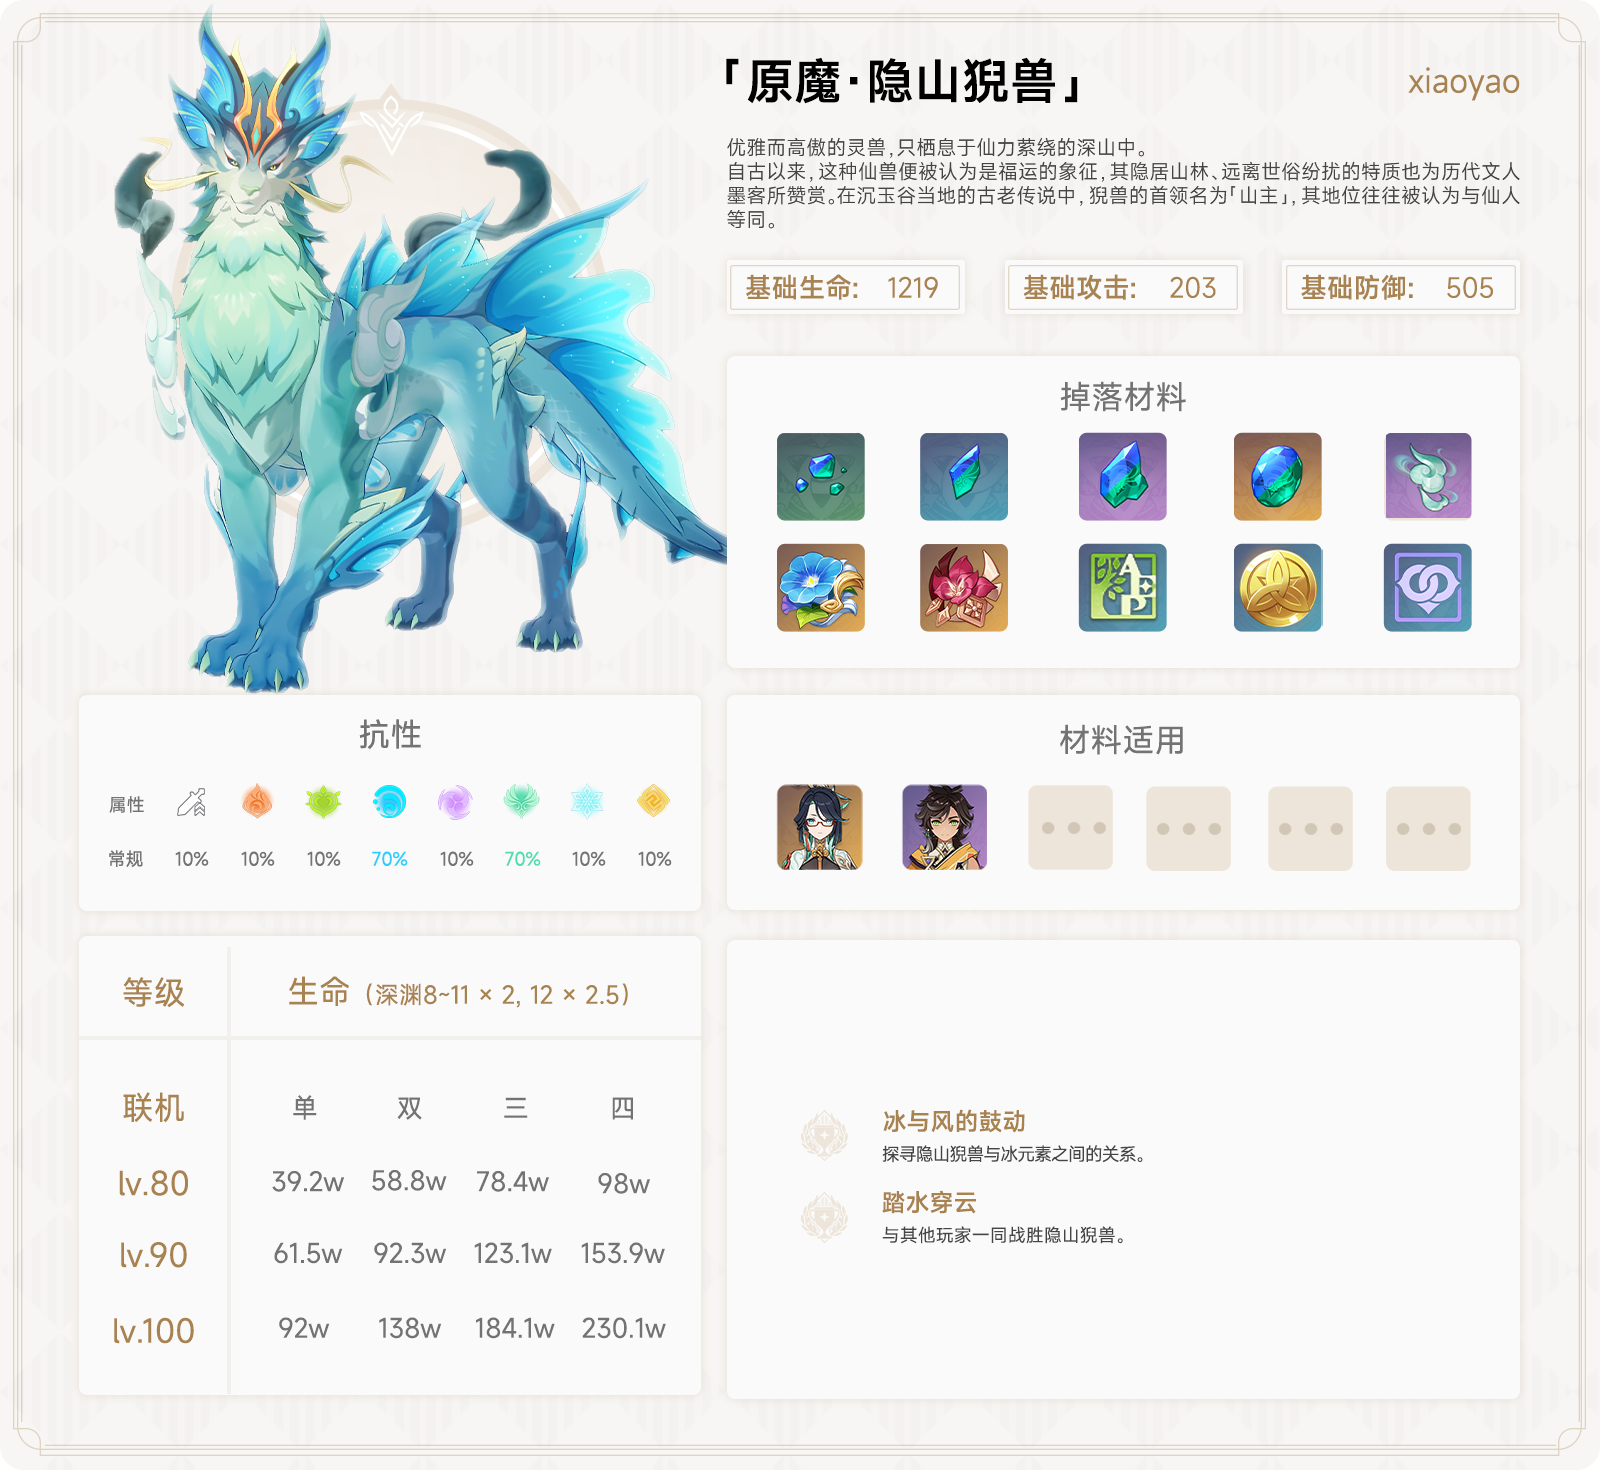 「原魔·隐山猊兽」
xiaoyao
优雅而高傲的灵兽,只栖息于仙力萦绕的深山中。
自古以来,这种仙兽便被认为是福运的象征,其隐居山林、远离世俗纷扰的特质也为历代文人
墨客所赞赏。在沉玉谷当地的古老传说中,猊兽的首领名为「山主」,其地位往往被认为与仙人
等同。
基础生命: 1219
基础攻击: 203
基础防御: 505
掉落材料
AEP
抗性
属性
常规 10% 10% 10% 70% 10% 70% 10% 10%
材料适用
等级 生命 (深渊8~11 × 2, 12 × 2.5)
联机 单 双 三 四
lv.80 39.2w 58.8w 78.4w 98w
lv.90 61.5w 92.3w 123.1w 153.9w
lv.100 92w 138w 184.1w 230.1w
冰与风的鼓动
探寻隐山猊兽与冰元素之间的关系。
踏水穿云
与其他玩家一同战胜隐山猊兽。